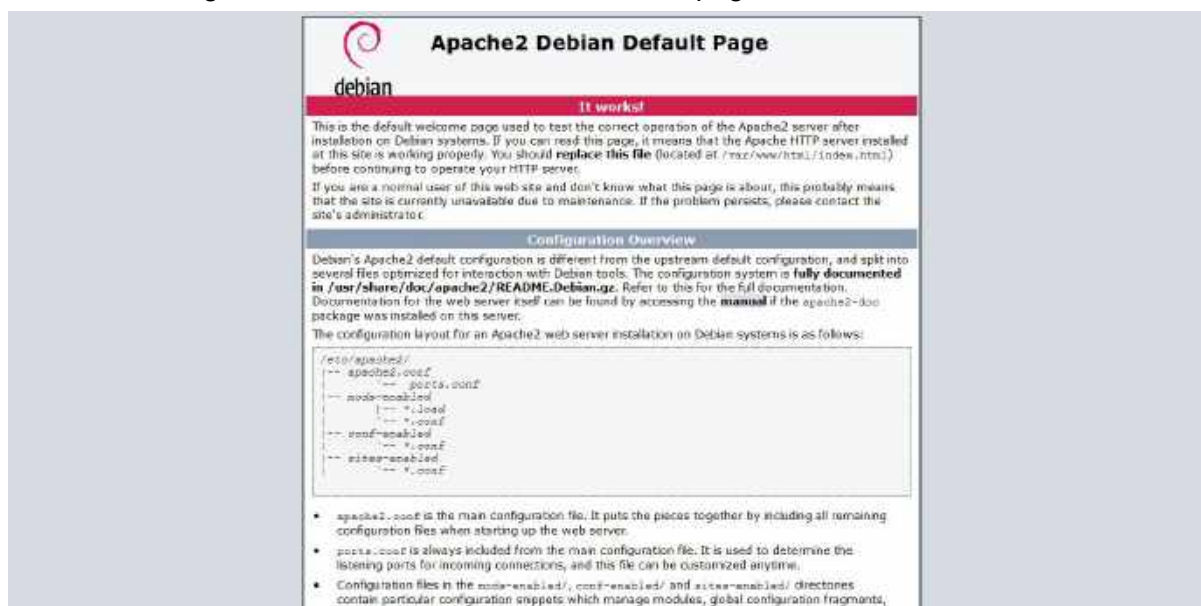 debian
Apache2 Debian Default Page
It works!
This is the default welcome page used to test the correct operation of the Apache2 server after
installation on Debian systems. If you can read this page, it means that the Apache HTTP server installed
at this site is working properly. You should replace this file (located at /var/www/html/index.html)
before continuing to operate your HTTP server.
If you are a normal user of this web site and don't know what this page is about, this probably means
that the site is currently unavailable due to maintenance. If the problem persists, please contact the
site's administrator.
Configuration Overview
Debian's Apache2 default configuration is different from the upstream default configuration, and split into
several files optimized for interaction with Debian tools. The configuration system is fully documented
in /usr/share/doc/apache2/README.Debian.gz. Refer to this for the full documentation.
Documentation for the web server itself can be found by accessing the manual if the apache2-doc
package was installed on this server.
The configuration layout for an Apache2 web server installation on Debian systems is as follows:
/etc/apache2/
|-- apache2.conf
|       `--  ports.conf
|-- mods-enabled
|       |-- *.load
|       `-- *.conf
|-- conf-enabled
|       `-- *.conf
|-- sites-enabled
|       `-- *.conf
• apache2.conf is the main configuration file. It puts the pieces together by including all remaining
configuration files when starting up the web server.
• ports.conf is always included from the main configuration file. It is used to determine the
listening ports for incoming connections, and this file can be customized anytime.
• Configuration files in the mods-enabled/, conf-enabled/ and sites-enabled/ directories
contain particular configuration snippets which manage modules, global configuration fragments,